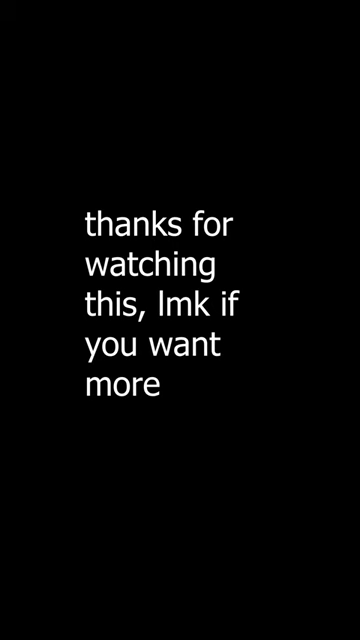 thanks for
watching
this, lmk if
you want
more